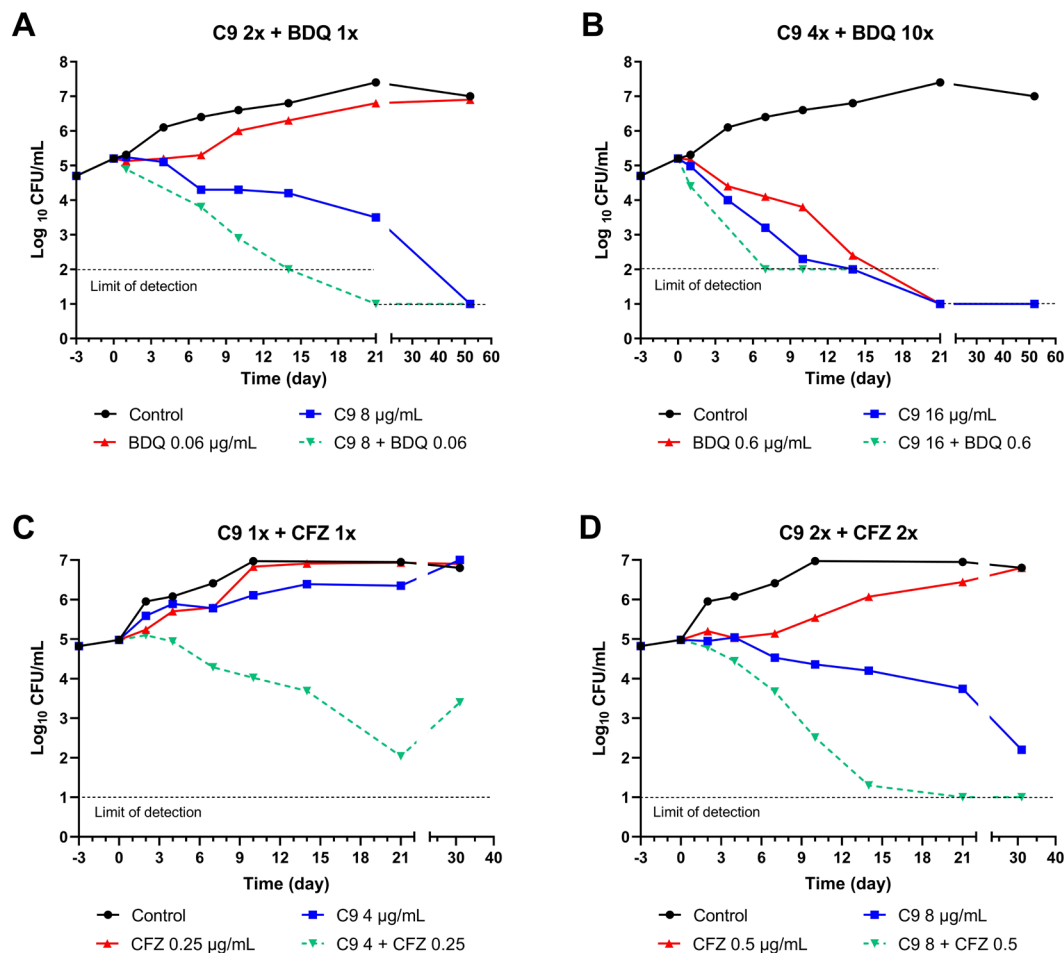 A
C9 2x + BDQ 1x
Log 10 CFU/mL
8
7
6
5
4
3
2
1
0
Limit of detection
-3 0 3 6 9 12 15 18 21 30 40 50 60
Time (day)
Control
C9 8 µg/mL
BDQ 0.06 µg/mL
C9 8 + BDQ 0.06
B
C9 4x + BDQ 10x
Log 10 CFU/mL
8
7
6
5
4
3
2
1
0
Limit of detection
-3 0 3 6 9 12 15 18 21 30 40 50 60
Time (day)
Control
C9 16 µg/mL
BDQ 0.6 µg/mL
C9 16 + BDQ 0.6
C
C9 1x + CFZ 1x
Log10 CFU/mL
7
6
5
4
3
2
1
0
Limit of detection
-3 0 3 6 9 12 15 18 21 30 40
Time (day)
Control
C9 4 µg/mL
CFZ 0.25 µg/mL
C9 4 + CFZ 0.25
D
C9 2x + CFZ 2x
Log10 CFU/mL
7
6
5
4
3
2
1
0
Limit of detection
-3 0 3 6 9 12 15 18 21 30 40
Time (day)
Control
C9 8 µg/mL
CFZ 0.5 µg/mL
C9 8 + CFZ 0.5